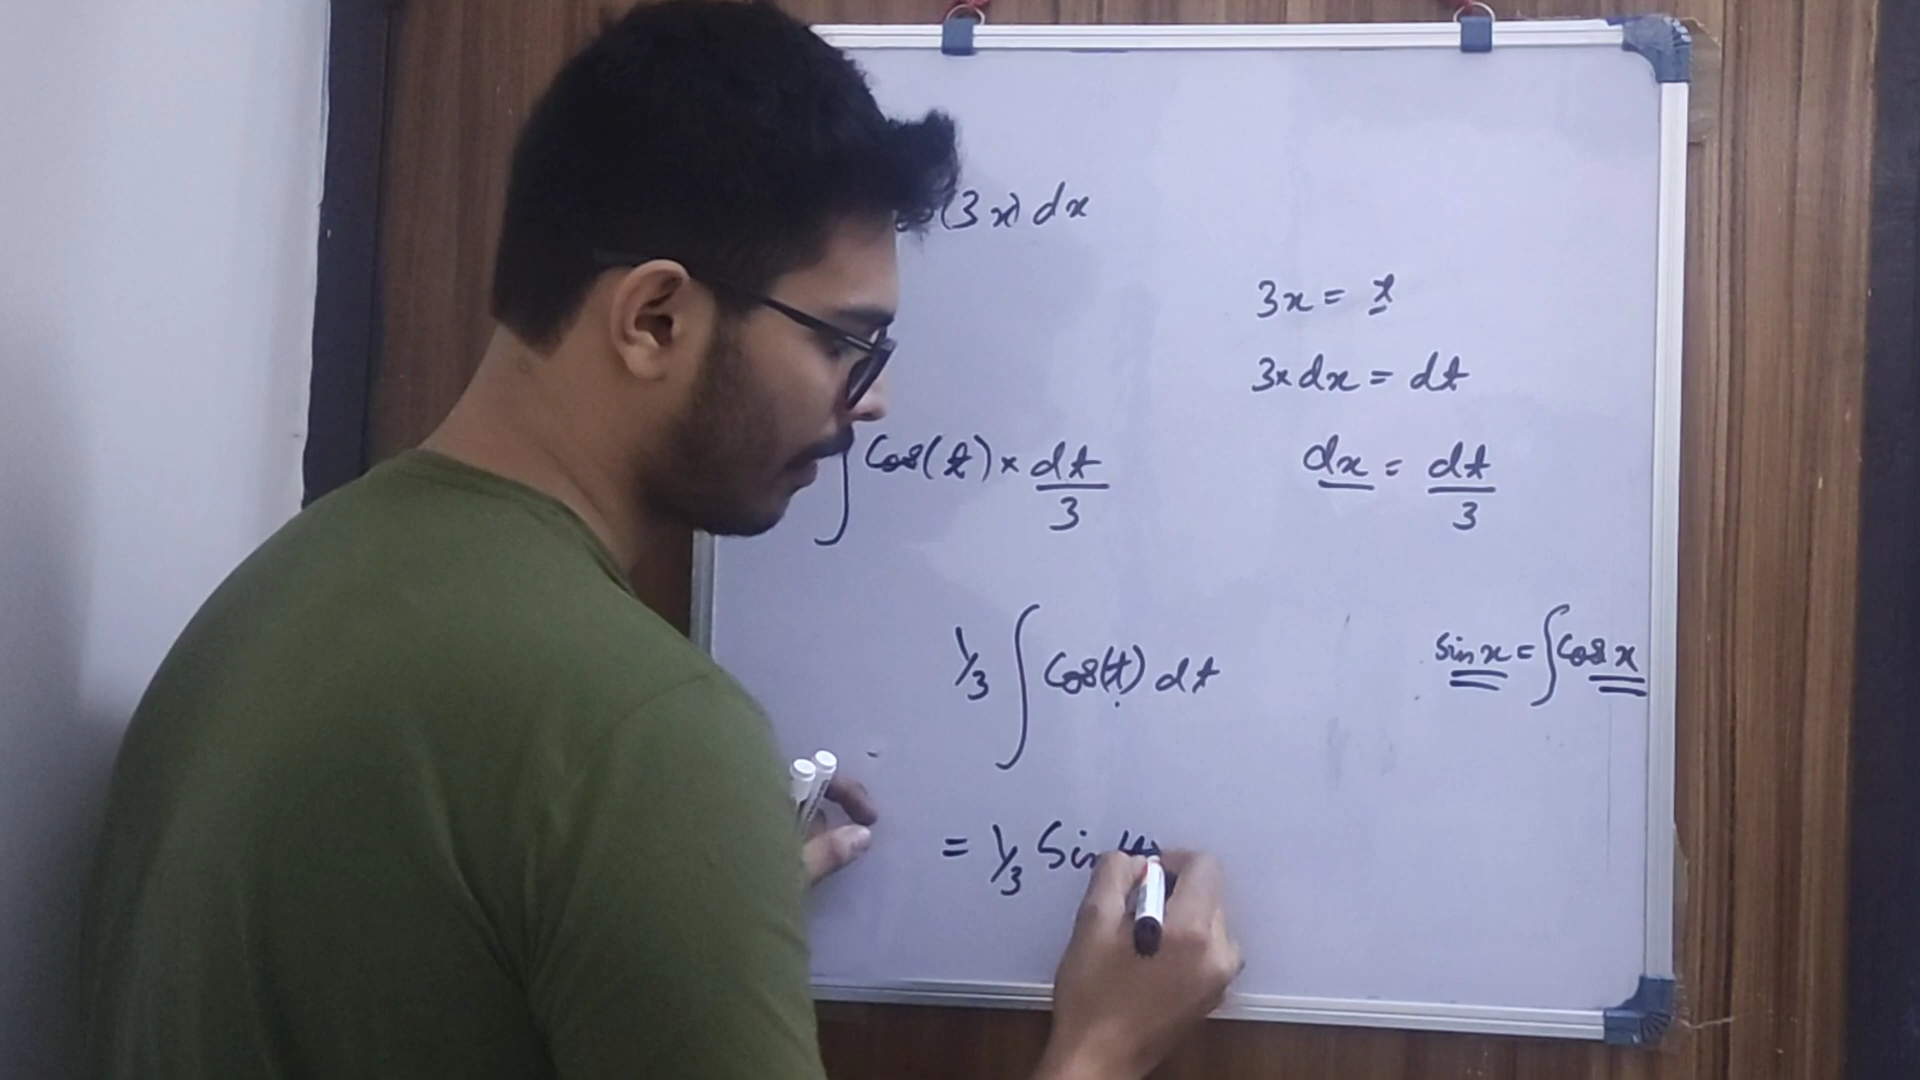 (3x) dx
3x = t
3x dx = dt
∫ Cos(t) × dt/3
dx = dt/3
1/3 ∫ Cos(t) dt
sin x = ∫ Cos x
= 1/3 Sin